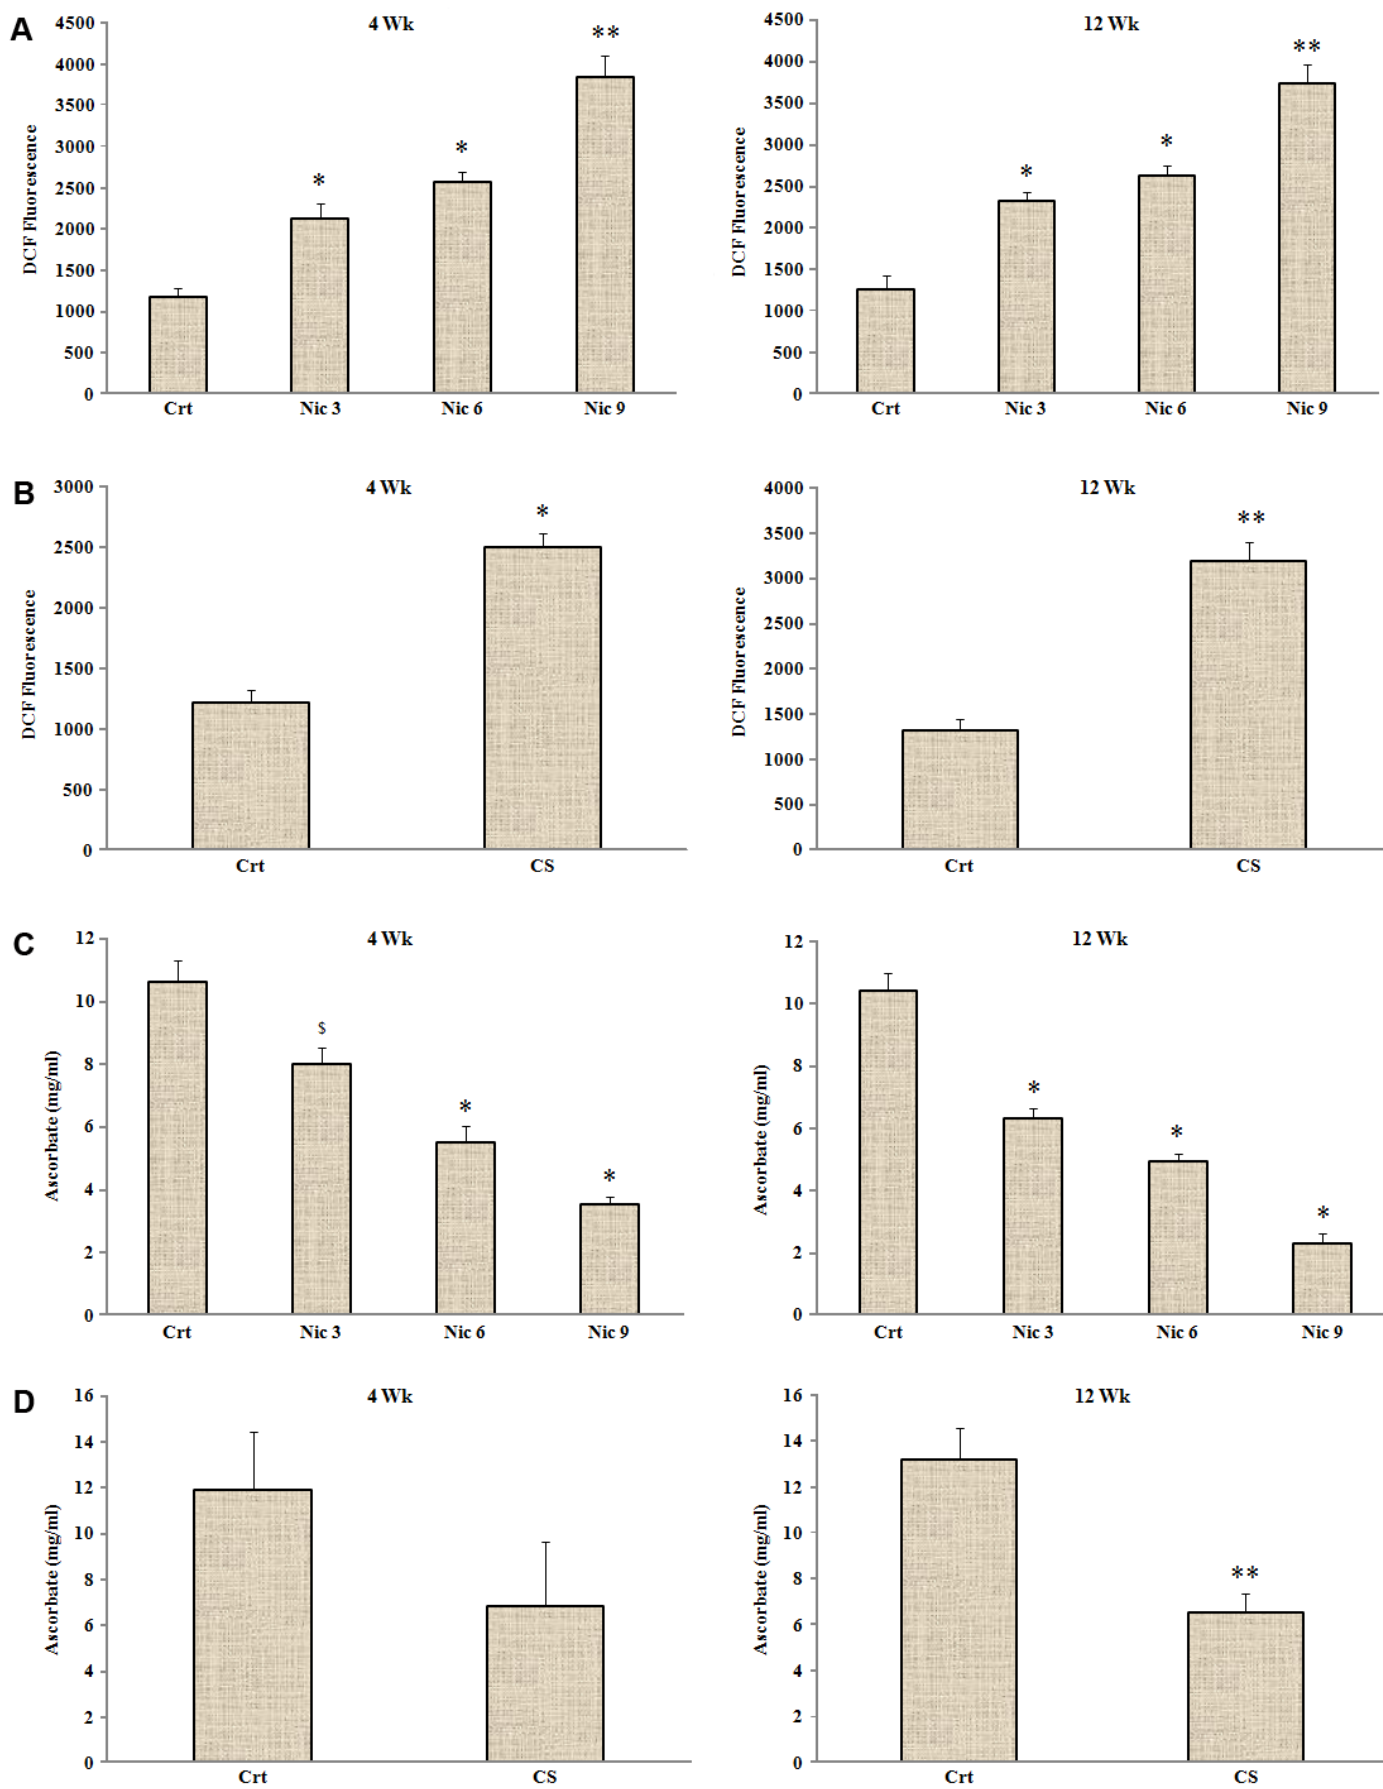 A
4 Wk
DCF Fluorescence
4500
4000
3500
3000
2500
2000
1500
1000
500
0
**
*
*
Crt Nic 3 Nic 6 Nic 9
12 Wk
DCF Fluorescence
4500
4000
3500
3000
2500
2000
1500
1000
500
0
**
*
*
Crt Nic 3 Nic 6 Nic 9
B
4 Wk
DCF Fluorescence
3000
2500
2000
1500
1000
500
0
*
Crt CS
12 Wk
DCF Fluorescence
4000
3500
3000
2500
2000
1500
1000
500
0
**
Crt CS
C
4 Wk
Ascorbate (mg/ml)
12
10
8
6
4
2
0
$
*
*
Crt Nic 3 Nic 6 Nic 9
12 Wk
Ascorbate (mg/ml)
12
10
8
6
4
2
0
*
*
*
Crt Nic 3 Nic 6 Nic 9
D
4 Wk
Ascorbate (mg/ml)
16
14
12
10
8
6
4
2
0
Crt CS
12 Wk
Ascorbate (mg/ml)
16
14
12
10
8
6
4
2
0
**
Crt CS